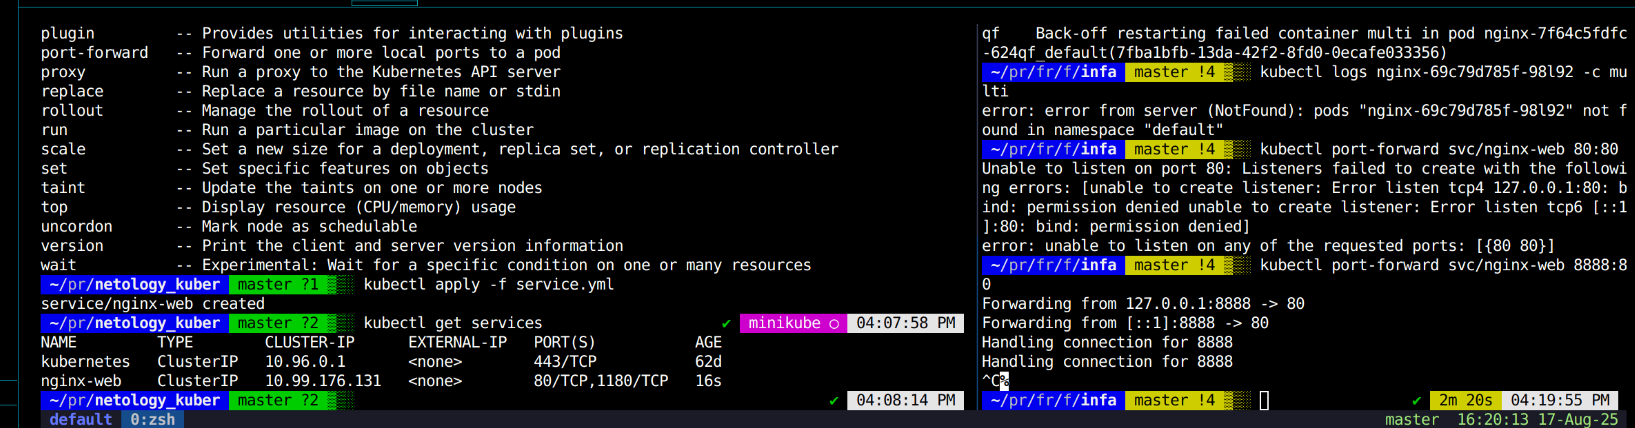 plugin         -- Provides utilities for interacting with plugins
port-forward   -- Forward one or more local ports to a pod
proxy          -- Run a proxy to the Kubernetes API server
replace        -- Replace a resource by file name or stdin
rollout        -- Manage the rollout of a resource
run            -- Run a particular image on the cluster
scale          -- Set a new size for a deployment, replica set, or replication controller
set            -- Set specific features on objects
taint          -- Update the taints on one or more nodes
top            -- Display resource (CPU/memory) usage
uncordon       -- Mark node as schedulable
version        -- Print the client and server version information
wait           -- Experimental: Wait for a specific condition on one or many resources
~/pr/netology_kuber master ?1 kubectl apply -f service.yml
service/nginx-web created
~/pr/netology_kuber master ?2 kubectl get services ✔ minikube ○ 04:07:58 PM
NAME         TYPE        CLUSTER-IP      EXTERNAL-IP   PORT(S)           AGE
kubernetes   ClusterIP   10.96.0.1       <none>        443/TCP           62d
nginx-web    ClusterIP   10.99.176.131   <none>        80/TCP,1180/TCP   16s
~/pr/netology_kuber master ?2 ✔ 04:08:14 PM
qf    Back-off restarting failed container multi in pod nginx-7f64c5fdfc
-624qf_default(7fba1bfb-13da-42f2-8fd0-0ecafe033356)
~/pr/fr/f/infa master !4 kubectl logs nginx-69c79d785f-98l92 -c mu
lti
error: error from server (NotFound): pods "nginx-69c79d785f-98l92" not f
ound in namespace "default"
~/pr/fr/f/infa master !4 kubectl port-forward svc/nginx-web 80:80
Unable to listen on port 80: Listeners failed to create with the followi
ng errors: [unable to create listener: Error listen tcp4 127.0.0.1:80: b
ind: permission denied unable to create listener: Error listen tcp6 [::1
]:80: bind: permission denied]
error: unable to listen on any of the requested ports: [{80 80}]
~/pr/fr/f/infa master !4 kubectl port-forward svc/nginx-web 8888:8
0
Forwarding from 127.0.0.1:8888 -> 80
Forwarding from [::1]:8888 -> 80
Handling connection for 8888
Handling connection for 8888
^C%
~/pr/fr/f/infa master !4 ✔ 2m 20s 04:19:55 PM
default 0:zsh master 16:20:13 17-Aug-25